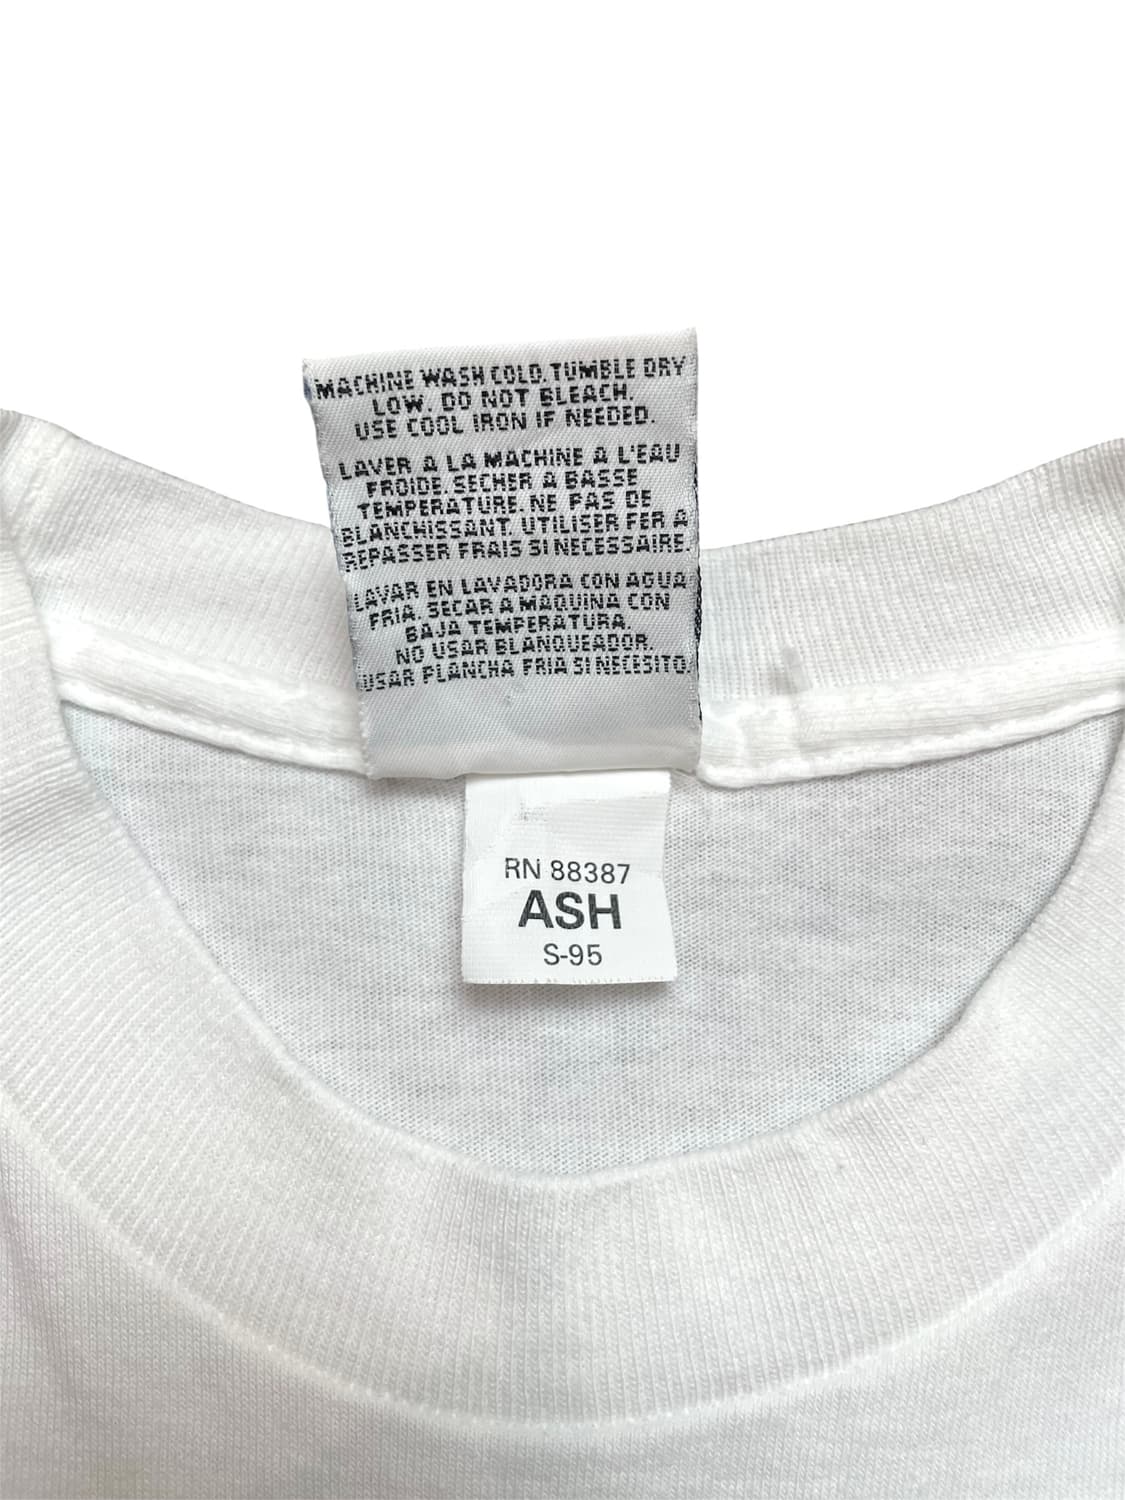 MACHINE WASH COLD. TUMBLE DRY
LOW. DO NOT BLEACH.
USE COOL IRON IF NEEDED.
LAVER A LA MACHINE A L'EAU
FROIDE. SECHER A BASSE
TEMPERATURE. NE PAS DE
BLANCHISSANT. UTILISER FER A
REPASSER FRAIS SI NECESSAIRE.
LAVAR EN LAVADORA CON AGUA
FRIA. SECAR A MAQUINA CON
BAJA TEMPERATURA.
NO USAR BLANQUEADOR.
USAR PLANCHA FRIA SI NECESITO.
RN 88387
ASH
S-95